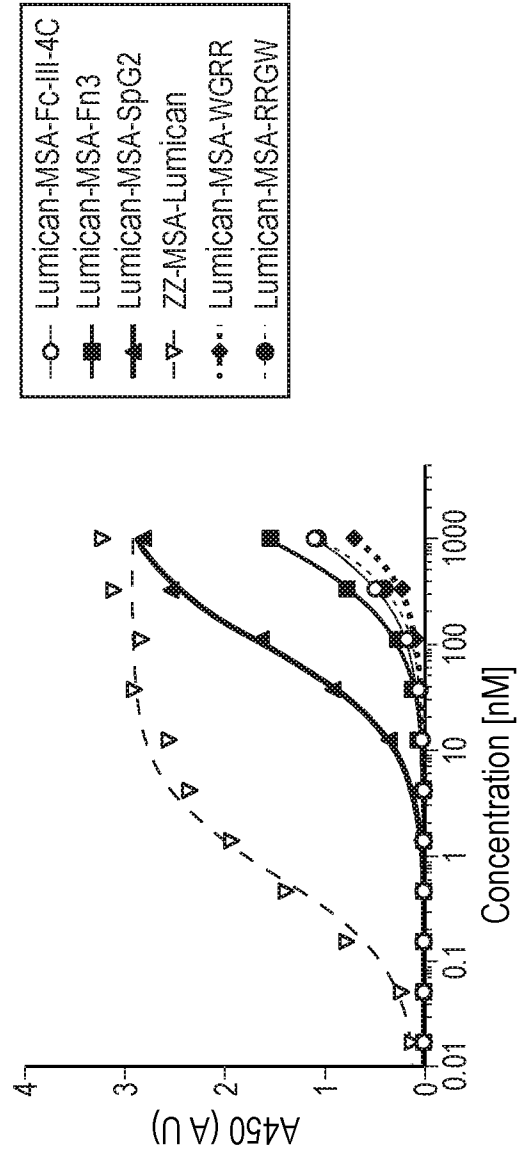 Lumican-MSA-Fc-III-4C
Lumican-MSA-Fn3
Lumican-MSA-SpG2
ZZ-MSA-Lumican
Lumican-MSA-WGRR
Lumican-MSA-RRGW
A450 (A U)
4
3
2
1
0
0.01
0.1
1
10
100
1000
Concentration [nM]